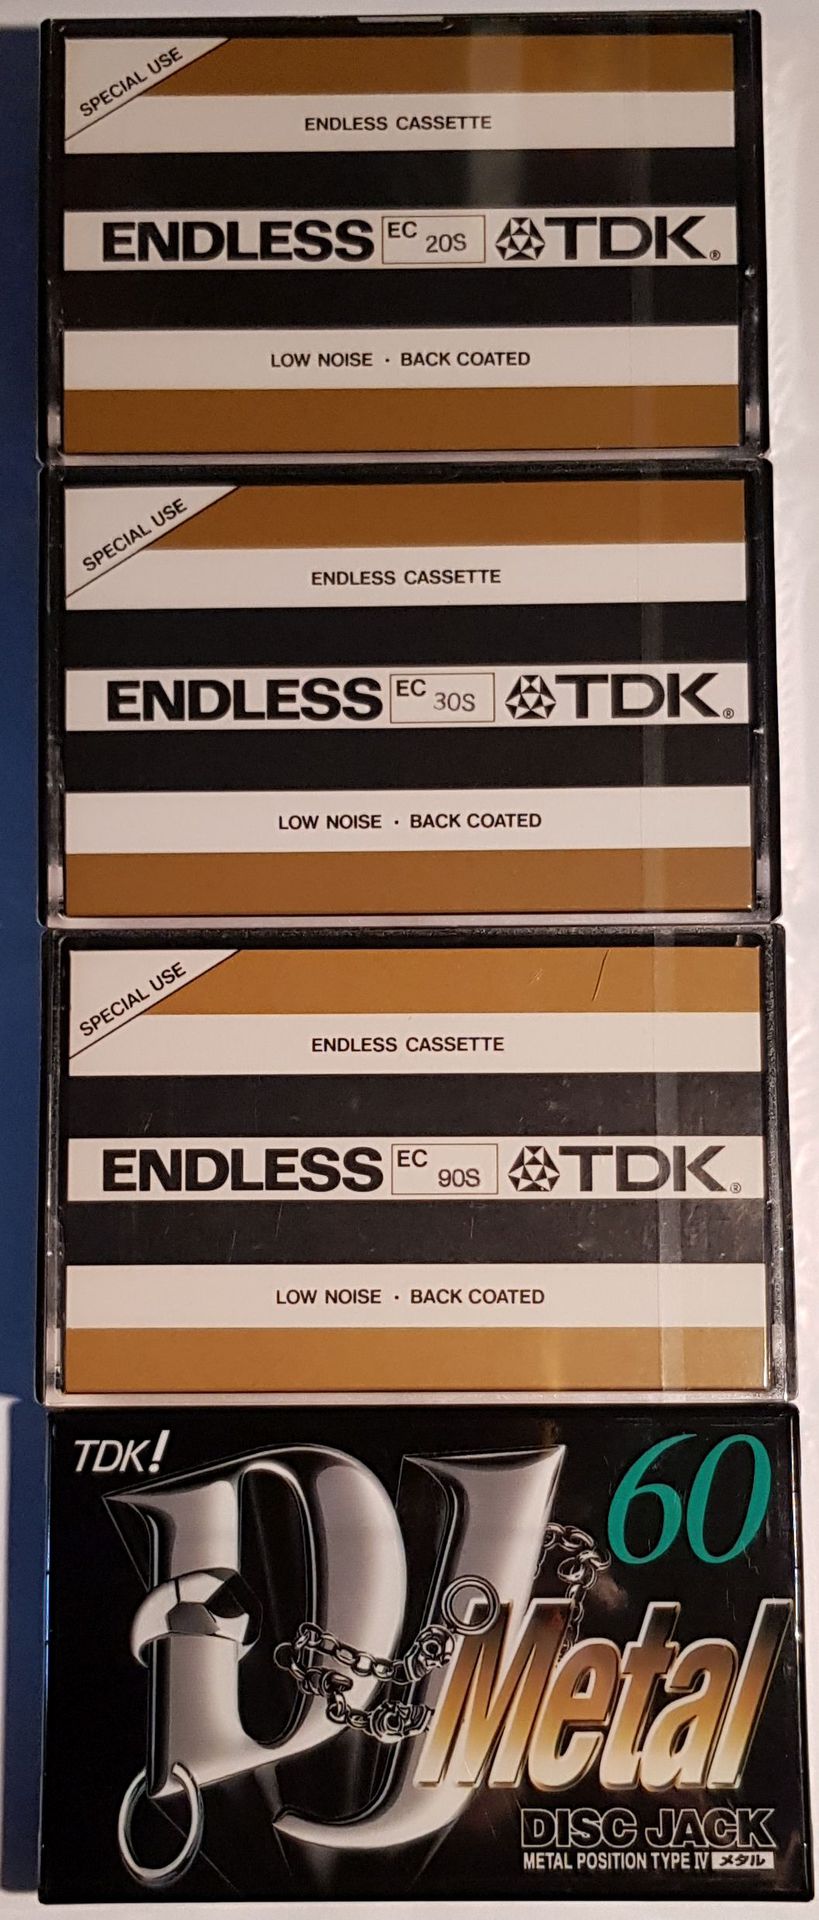 SPECIAL USE
ENDLESS CASSETTE
ENDLESS EC 20S TDK®
LOW NOISE · BACK COATED
SPECIAL USE
ENDLESS CASSETTE
ENDLESS EC 30S TDK®
LOW NOISE · BACK COATED
SPECIAL USE
ENDLESS CASSETTE
ENDLESS EC 90S TDK®
LOW NOISE · BACK COATED
TDK!
60
DJ
Metal
DISC JACK
METAL POSITION TYPE IV メタル